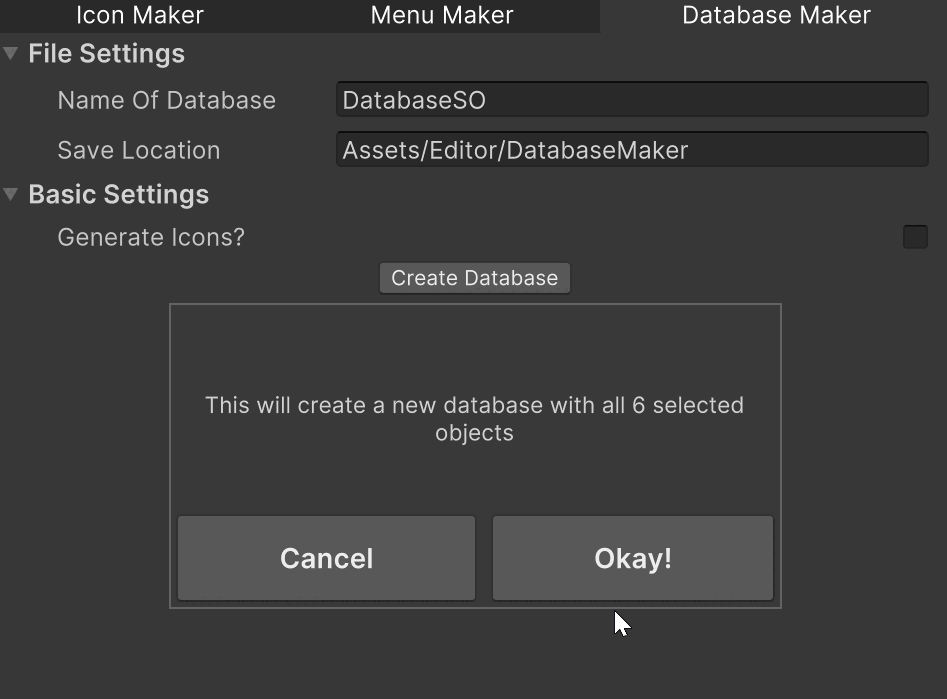 Icon Maker Menu Maker Database Maker
File Settings
Name Of Database DatabaseSO
Save Location Assets/Editor/DatabaseMaker
Basic Settings
Generate Icons?
Create Database
This will create a new database with all 6 selected
objects
Cancel Okay!